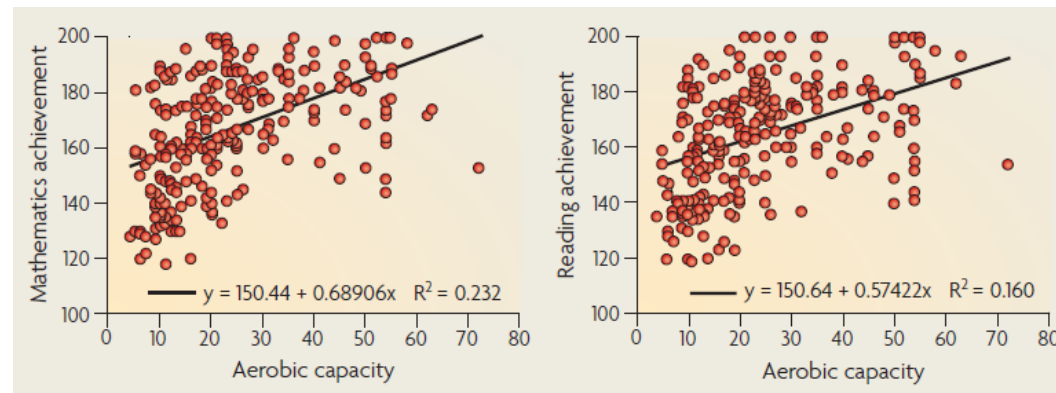 Mathematics achievement
200
180
160
140
120
100
y = 150.44 + 0.68906x R² = 0.232
0 10 20 30 40 50 60 70 80
Aerobic capacity
Reading achievement
200
180
160
140
120
100
y = 150.64 + 0.57422x R² = 0.160
0 10 20 30 40 50 60 70 80
Aerobic capacity